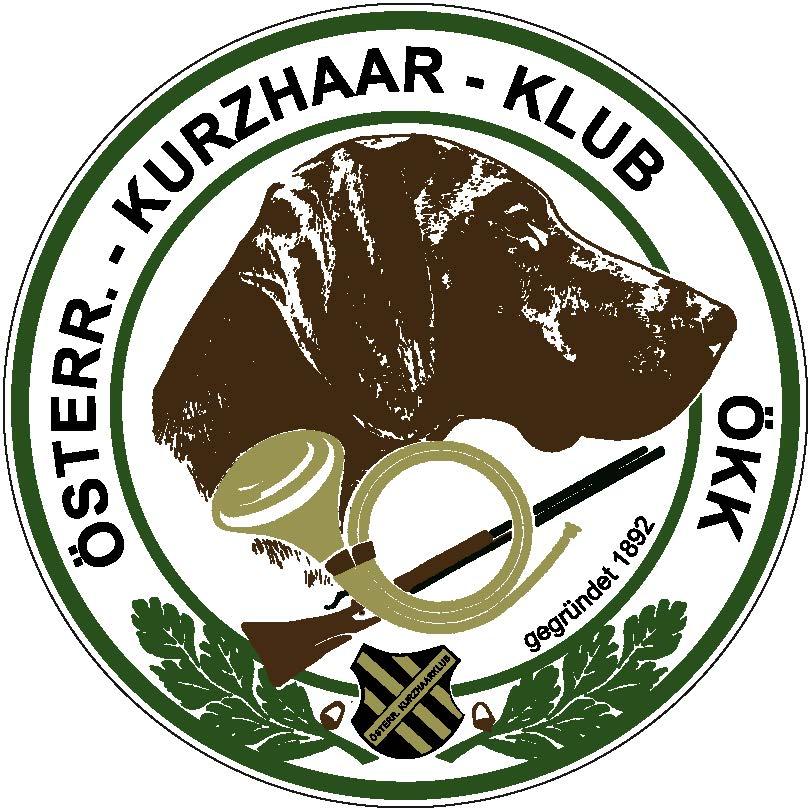 ÖSTERR. - KURZHAAR - KLUB
ÖKK
gegründet 1892
ÖSTERR. KURZHAARKLUB